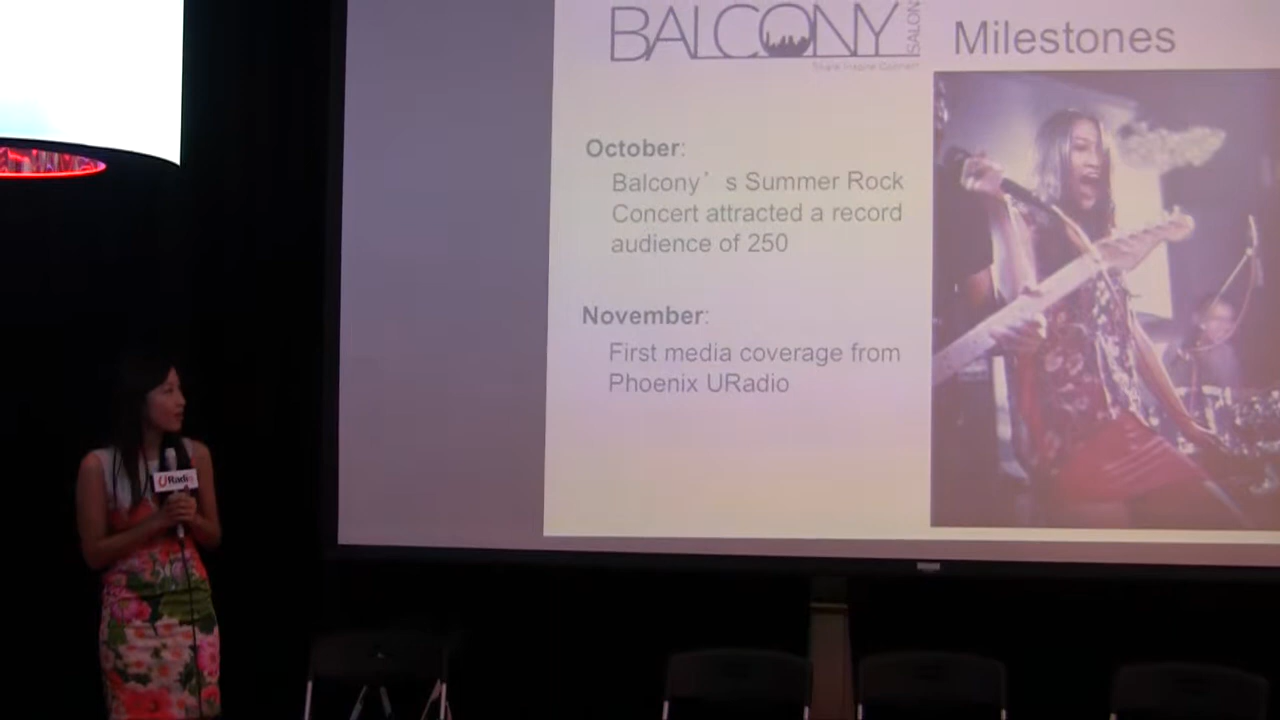 BALCONY
SALON
Milestones
October:
Balcony's Summer Rock
Concert attracted a record
audience of 250
November:
First media coverage from
Phoenix URadio
URadio